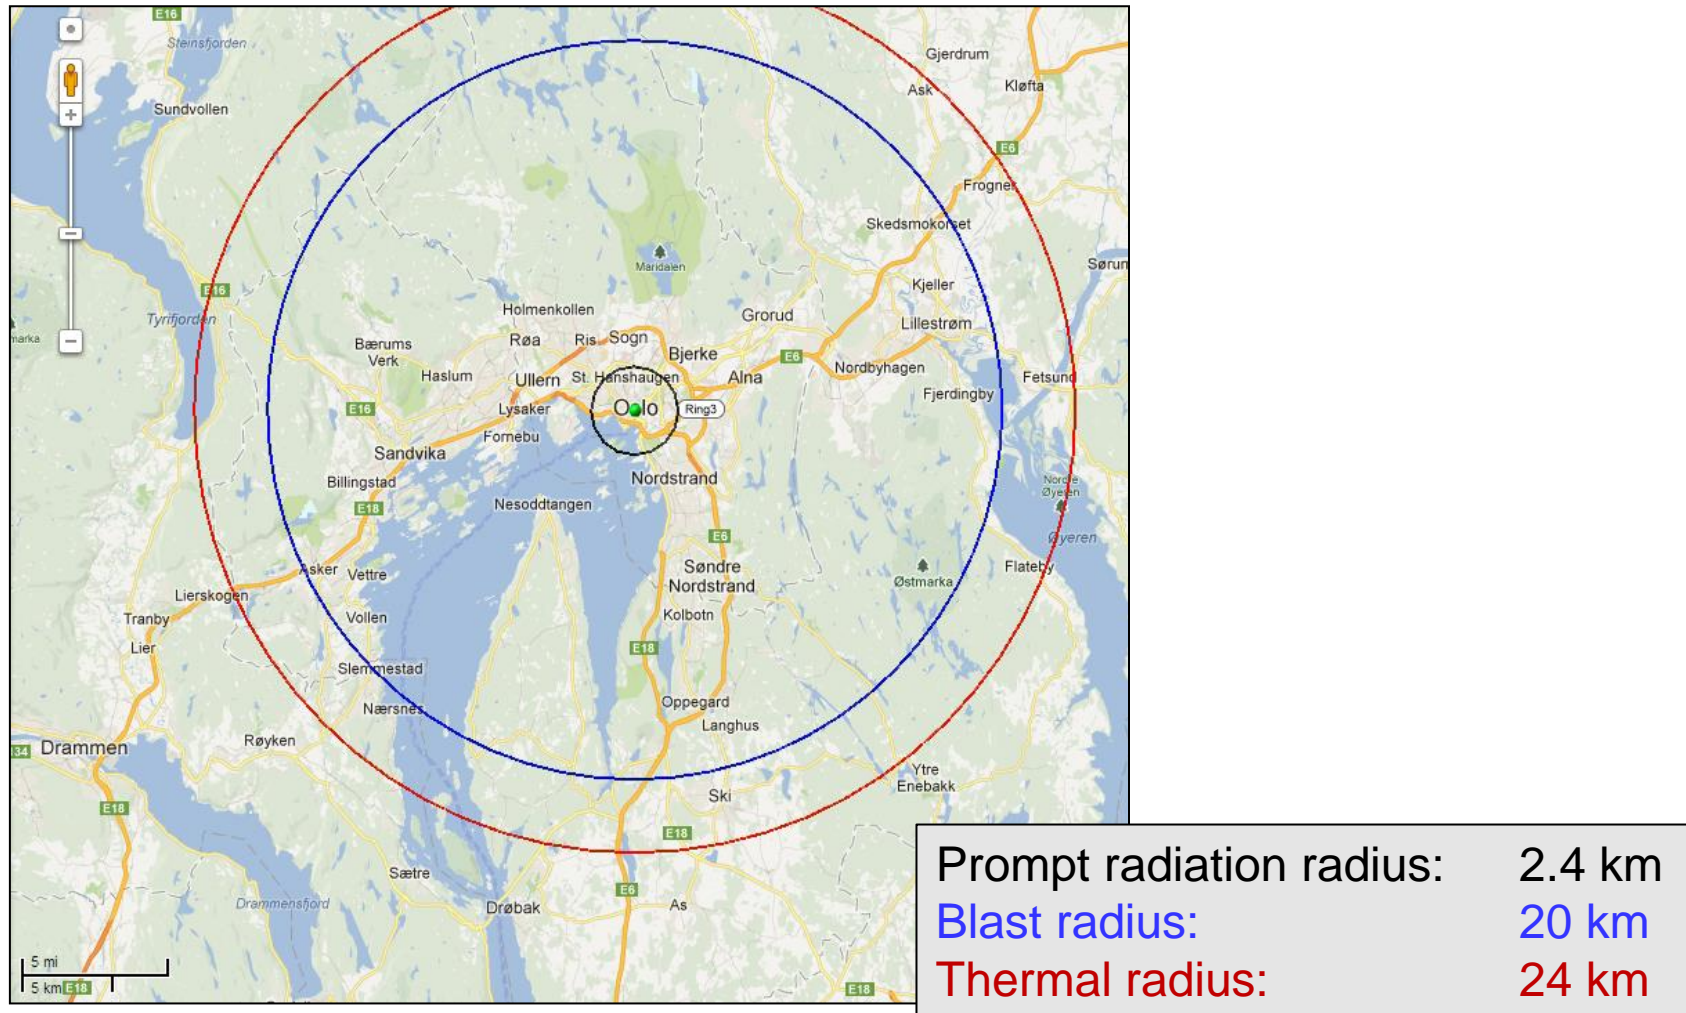 E16
Steinsfjorden
Gjerdrum
Ask
Kløfta
Sundvollen
E6
Frogner
Skedsmokorset
Maridalen
Sørum
Kjeller
E16
Tyrifjorden
Holmenkollen
Grorud
Lillestrøm
marka
Bærums
Verk
Røa
Ris
Sogn
Bjerke
E6
Haslum
Ullern
St. Hanshaugen
Alna
Nordbyhagen
Fetsund
Fjerdingby
E16
Lysaker
Oslo
Ring3
Fornebu
Sandvika
Billingstad
Nordstrand
Nordre
Øyeren
E18
Nesoddtangen
E6
Øyeren
Asker
Vettre
Søndre
Nordstrand
Østmarka
Flateby
Lierskogen
Tranby
Vollen
Kolbotn
Lier
E18
Slemmestad
Nærsnes
Oppegard
Langhus
34
Drammen
Røyken
Ytre
Enebakk
Ski
E18
E18
Sætre
E6
Drammensfjord
Drøbak
As
5 mi
5 km
E18
E18
Prompt radiation radius: 2.4 km
Blast radius: 20 km
Thermal radius: 24 km